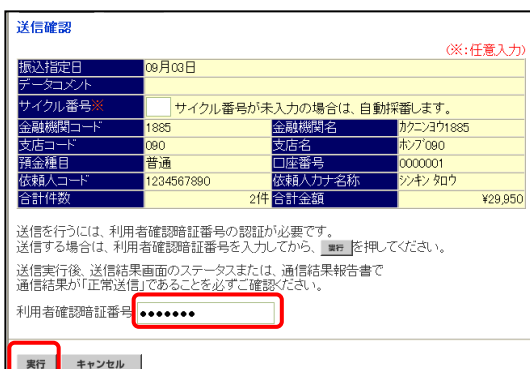 送信確認
(※:任意入力)
振込指定日 09月03日
データコメント
サイクル番号※ サイクル番号が未入力の場合は、自動採番します。
金融機関コード 1885 金融機関名 カクニンヨウ1885
支店コード 090 支店名 ホンプ090
預金種目 普通 口座番号 0000001
依頼人コード 1234567890 依頼人カナ名称 シンキン タロウ
合計件数 2件 合計金額 ¥29,950
送信を行うには、利用者確認暗証番号の認証が必要です。
送信する場合は、利用者確認暗証番号を入力してから、 実行 を押してください。
送信実行後、送信結果画面のステータスまたは、通信結果報告書で
通信結果が「正常送信」であることを必ずご確認ください。
利用者確認暗証番号 ●●●●●●●
実行 キャンセル